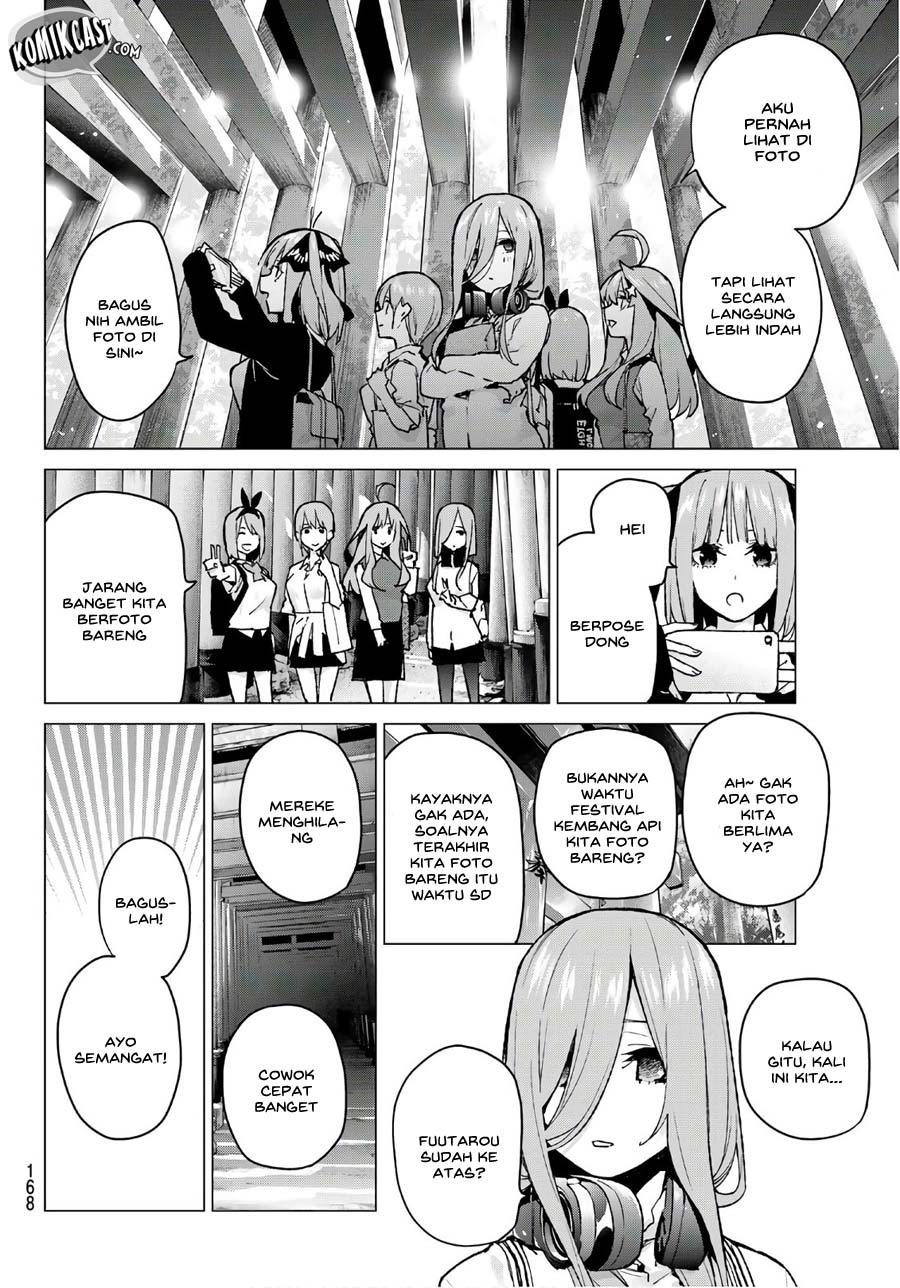 KOMIKCAST
.COM
AKU
PERNAH
LIHAT DI
FOTO
TAPI LIHAT
SECARA
LANGSUNG
LEBIH INDAH
BAGUS
NIH AMBIL
FOTO DI
SINI~
HEI
BERPOSE
DONG
JARANG
BANGET KITA
BERFOTO
BARENG
AH~ GAK
ADA FOTO
KITA
BERLIMA
YA?
BUKANNYA
WAKTU
FESTIVAL
KEMBANG API
KITA FOTO
BARENG?
KAYAKNYA
GAK ADA,
SOALNYA
TERAKHIR
KITA FOTO
BARENG ITU
WAKTU SD
KALAU
GITU, KALI
INI KITA...
FUUTAROU
SUDAH KE
ATAS?
MEREKE
MENGHILA-
NG
COWOK
CEPAT
BANGET
BAGUS-
LAH!
AYO
SEMANGAT!
168